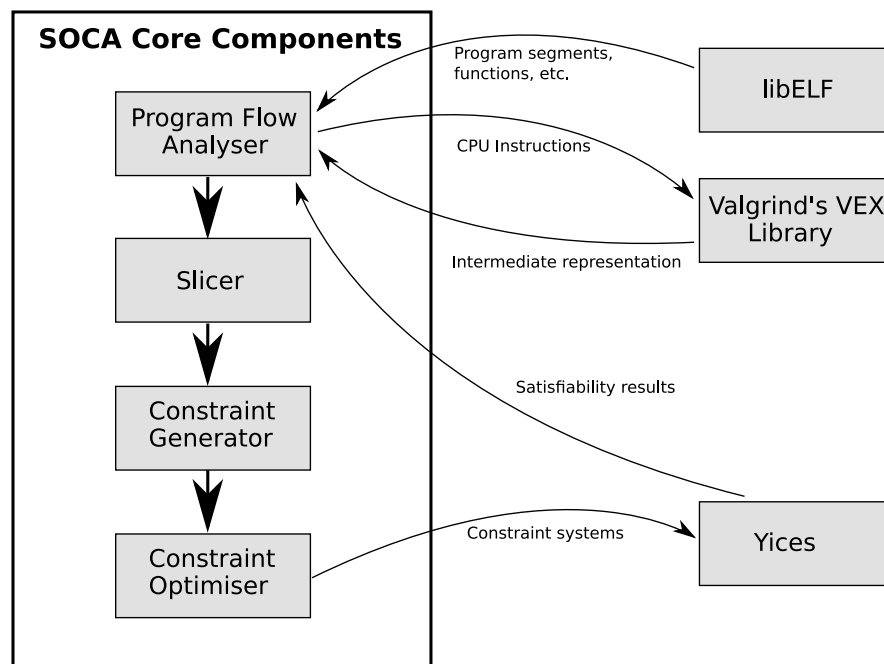 SOCA Core Components
Program segments,
functions, etc.
libELF
Program Flow
Analyser
CPU Instructions
Valgrind's VEX
Library
Intermediate representation
Slicer
Satisfiability results
Constraint
Generator
Constraint systems
Yices
Constraint
Optimiser